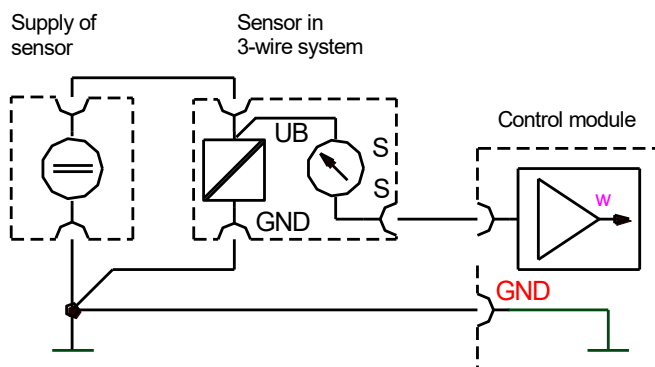 Supply of
sensor
Sensor in
3-wire system
Control module
UB
S
S
w
GND
GND